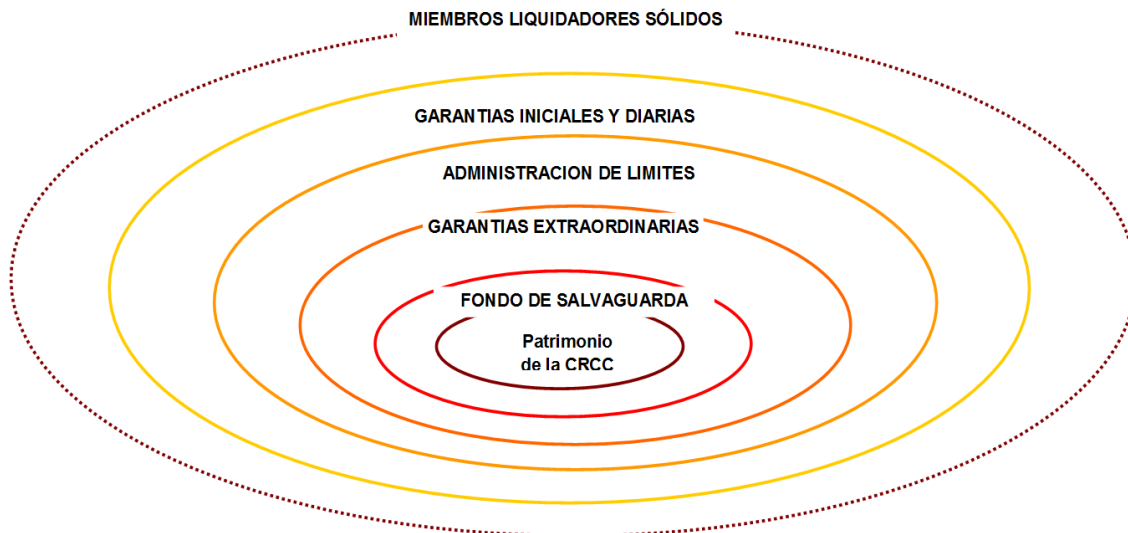 MIEMBROS LIQUIDADORES SÓLIDOS
GARANTIAS INICIALES Y DIARIAS
ADMINISTRACION DE LIMITES
GARANTIAS EXTRAORDINARIAS
FONDO DE SALVAGUARDA
Patrimonio
de la CRCC